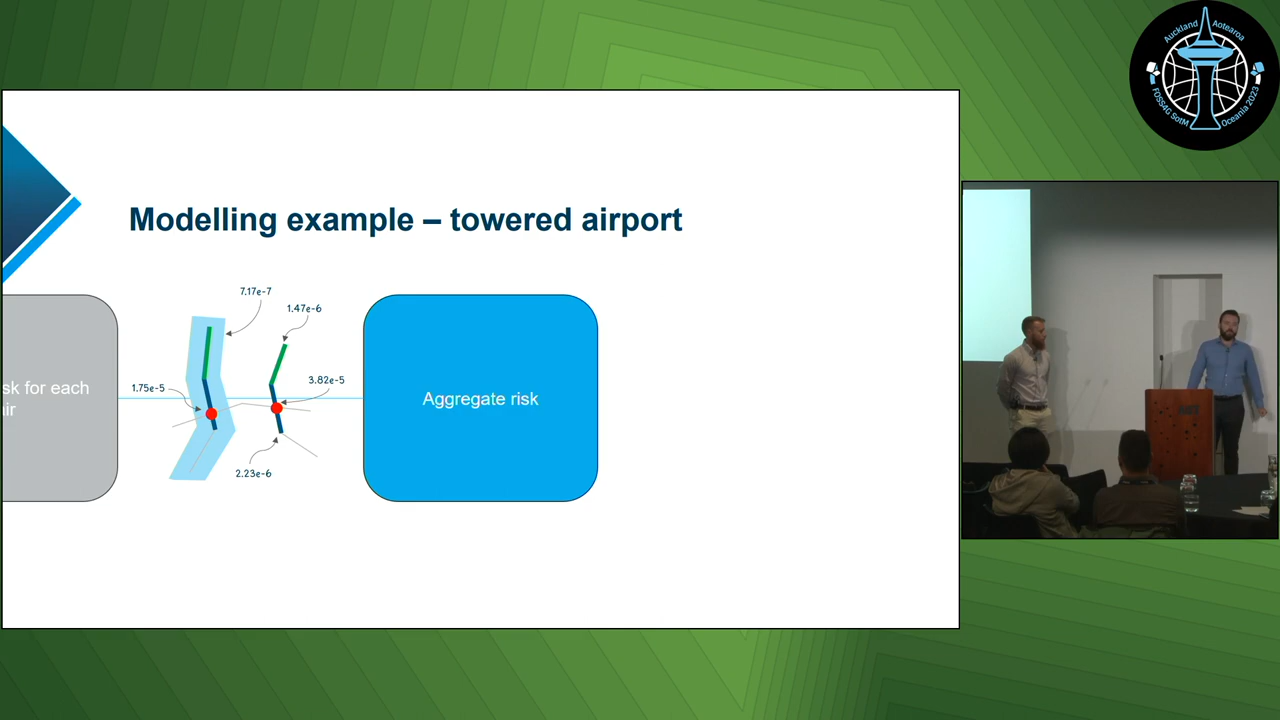 Auckland Aotearoa
FOSS4G SotM Oceania 2023
Modelling example – towered airport
7.17e-7
1.47e-6
sk for each
ir
1.75e-5
3.82e-5
Aggregate risk
2.23e-6